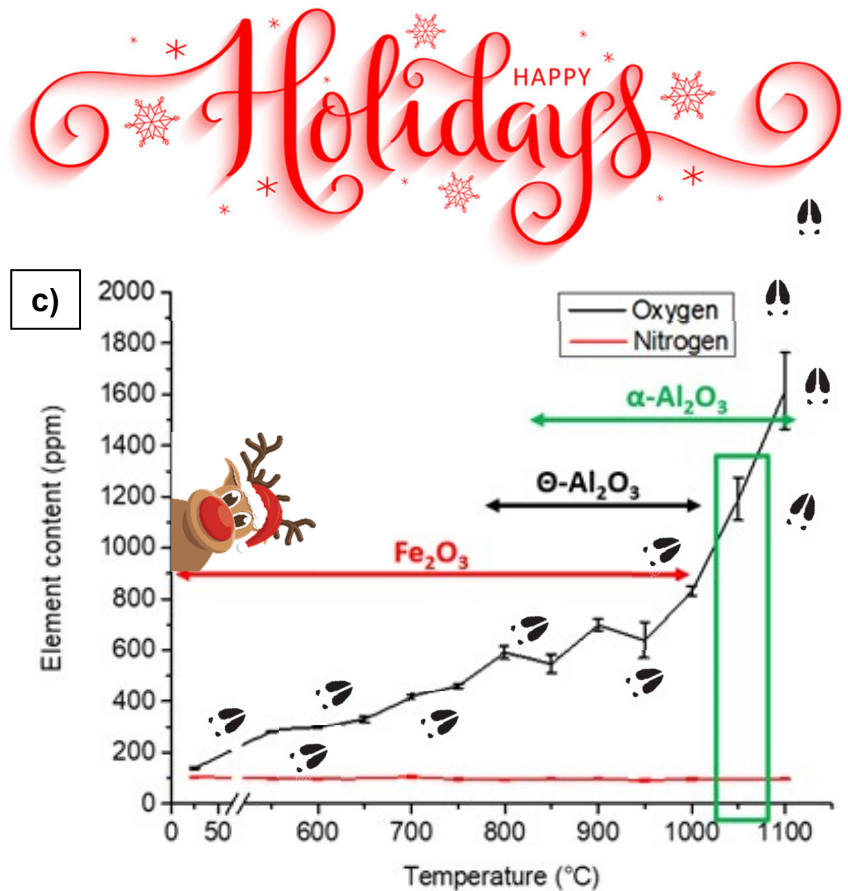 HAPPY
Holidays
c)
2000
1800
1600
1400
1200
1000
800
600
400
200
0
Element content (ppm)
Oxygen
Nitrogen
α-Al₂O₃
Θ-Al₂O₃
Fe₂O₃
0 50 600 700 800 900 1000 1100
Temperature (°C)